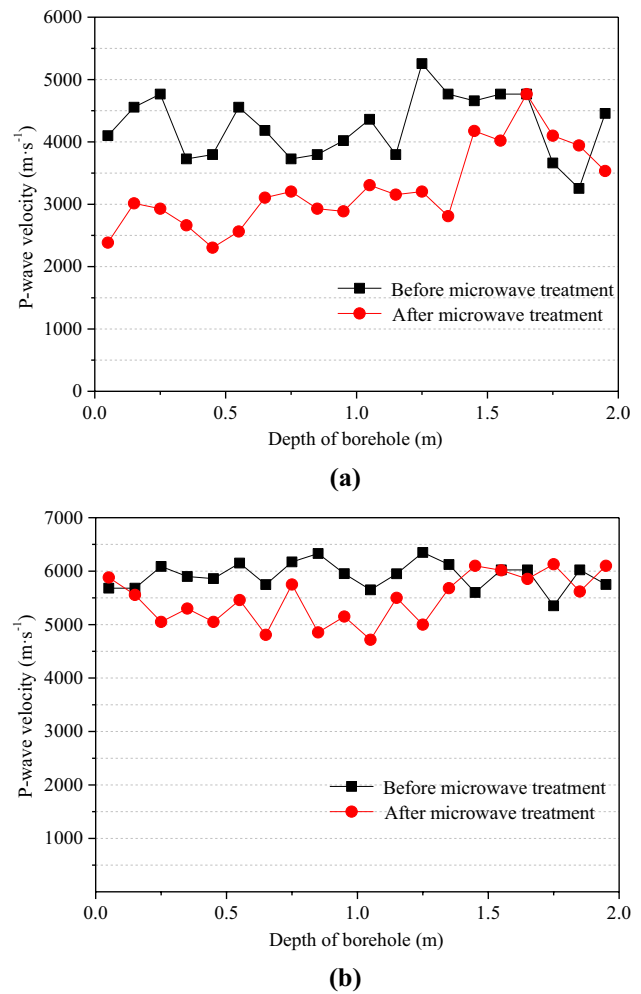 6000
5000
4000
3000
2000
1000
0
P-wave velocity (m·s⁻¹)
Before microwave treatment
After microwave treatment
0.0 0.5 1.0 1.5 2.0
Depth of borehole (m)
(a)
7000
6000
5000
4000
3000
2000
1000
P-wave velocity (m·s⁻¹)
Before microwave treatment
After microwave treatment
0.0 0.5 1.0 1.5 2.0
Depth of borehole (m)
(b)